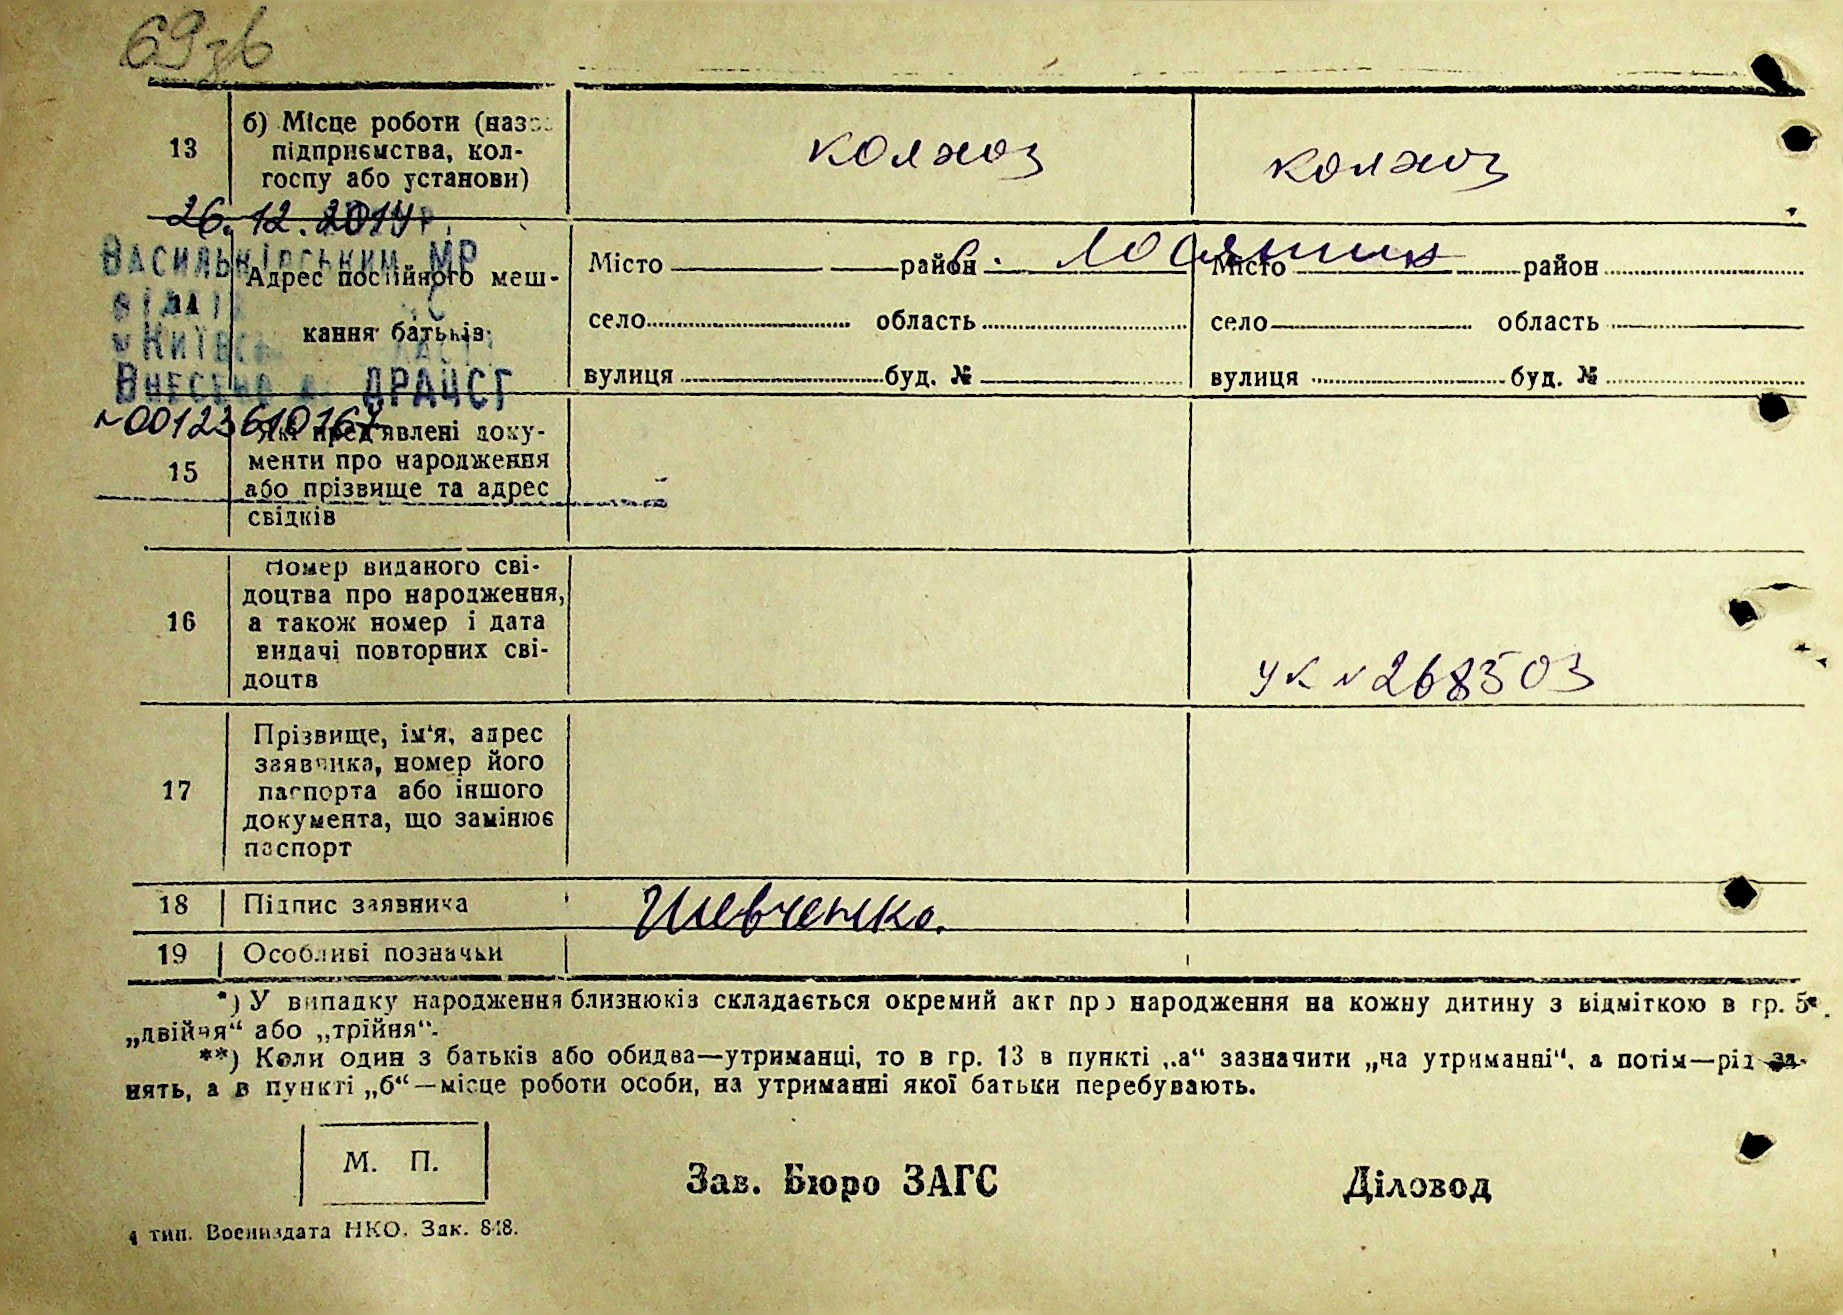 69зв
13
б) Місце роботи (назва
підприємства, кол-
госпу або установи)
колхоз
колхоз
26.12.2014 р.
Васильківським МР
Адрес постійного меш-
кання батьків
Внесено до ДРАЦСГ
№00123610767
Місто район
село область
вулиця буд. №
Місто район
село область
вулиця буд. №
с.
15
Які пред'явлені доку-
менти про народження
або прізвище та адрес
свідків
16
Номер виданого сві-
доцтва про народження,
а також номер і дата
видачі повторних сві-
доцтв
УК №268503
17
Прізвище, ім'я, адрес
заявника, номер його
паспорта або іншого
документа, що замінює
паспорт
18
Підпис заявника
Шевченко.
19
Особливі позначки
*) У випадку народження близнюків складається окремий акт про народження на кожну дитину з відміткою в гр. 5
„двійня“ або „трійня“.
**) Коли один з батьків або обидва—утриманці, то в гр. 13 в пункті „а“ зазначити „на утриманні“, а потім—рід за-
нять, а в пункті „б“—місце роботи особи, на утриманні якої батьки перебувають.
М. П.
Зав. Бюро ЗАГС
Діловод
4 тип. Воениздата НКО. Зак. 848.